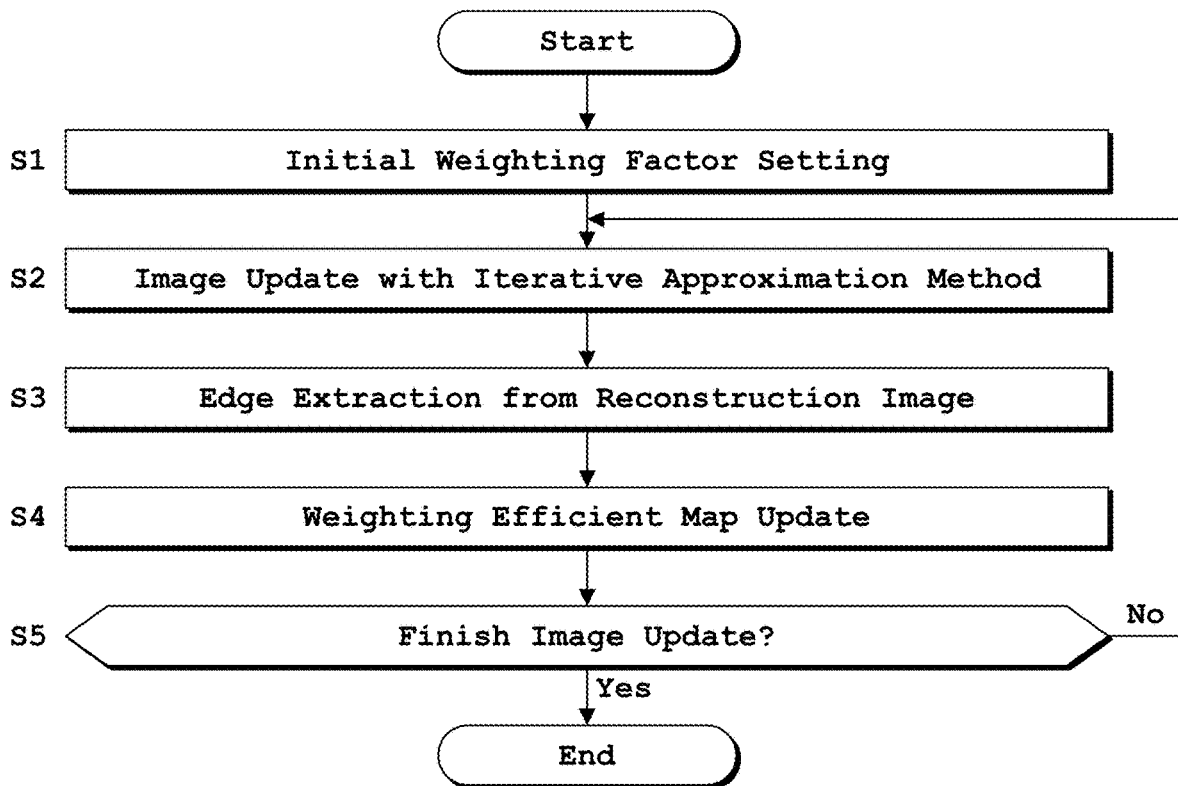 Start
S1 Initial Weighting Factor Setting
S2 Image Update with Iterative Approximation Method
S3 Edge Extraction from Reconstruction Image
S4 Weighting Efficient Map Update
S5 Finish Image Update? No
Yes
End